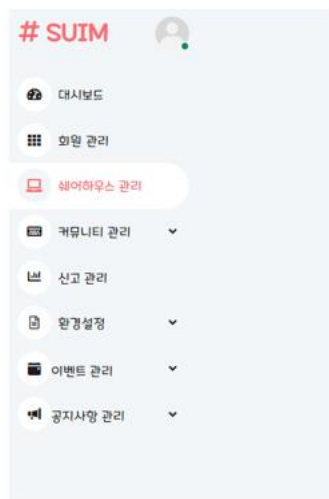 # SUIM
대시보드
회원 관리
쉐어하우스 관리
커뮤니티 관리
신고 관리
환경설정
이벤트 관리
공지사항 관리